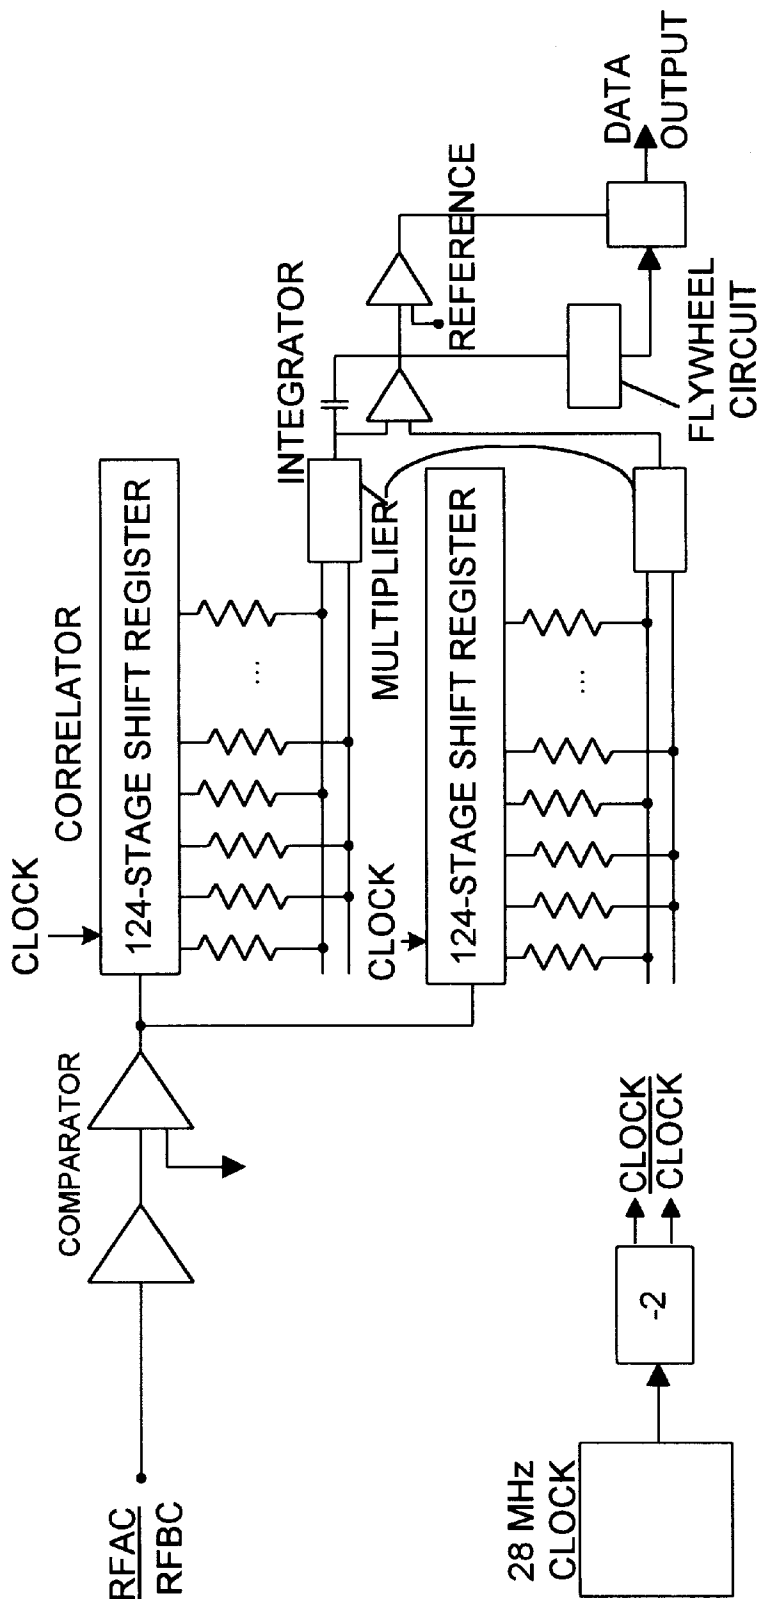 RFAC
RFBC
COMPARATOR
CLOCK
CORRELATOR
124-STAGE SHIFT REGISTER
...
INTEGRATOR
MULTIPLIER
CLOCK
124-STAGE SHIFT REGISTER
...
REFERENCE
DATA
OUTPUT
FLYWHEEL
CIRCUIT
28 MHz
CLOCK
-2
CLOCK
CLOCK